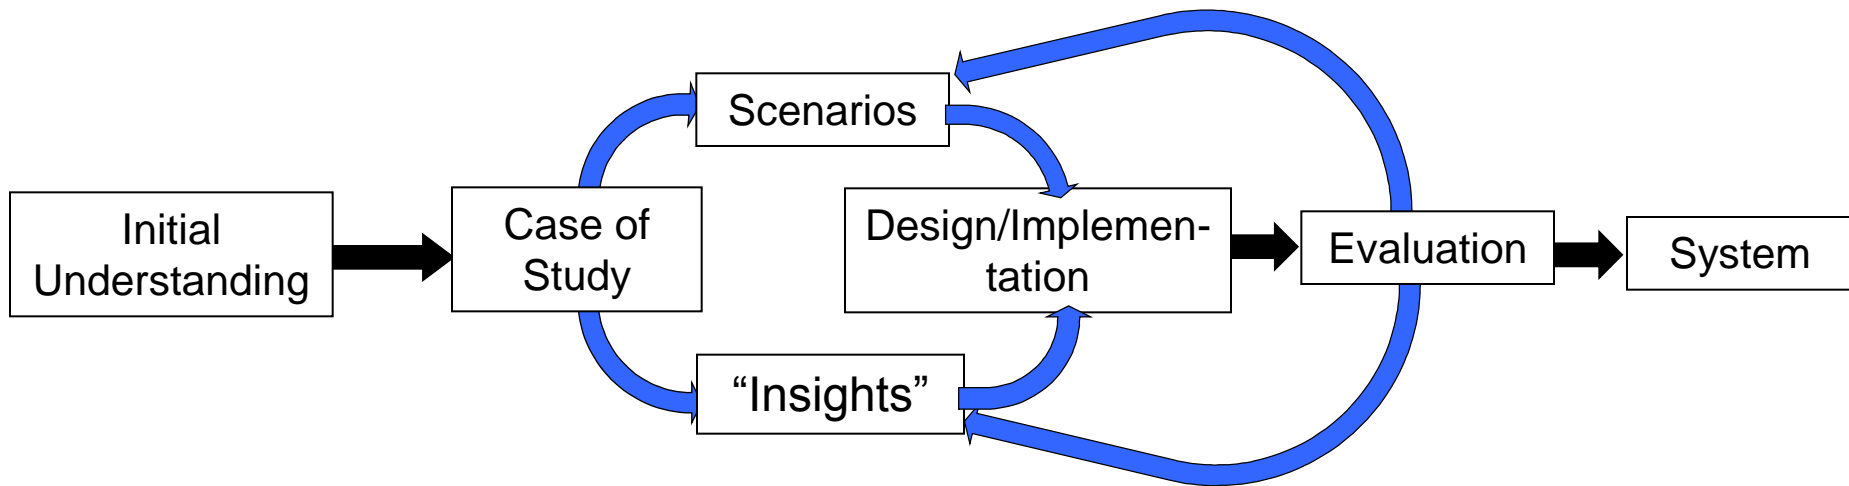 Initial
Understanding
Case of
Study
Scenarios
“Insights”
Design/Implemen-
tation
Evaluation
System